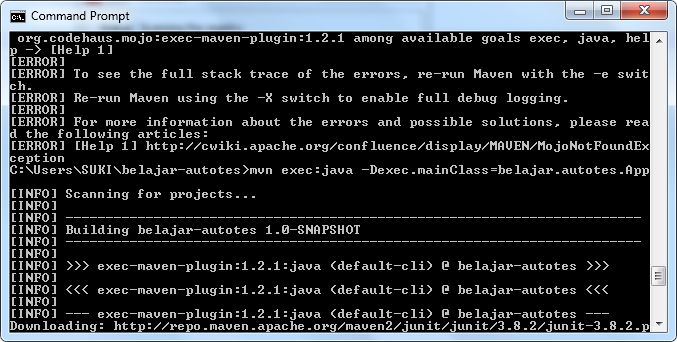 Command Prompt
org.codehaus.mojo:exec-maven-plugin:1.2.1 among available goals exec, java, hel
p -> [Help 1]
[ERROR]
[ERROR] To see the full stack trace of the errors, re-run Maven with the -e swit
ch.
[ERROR] Re-run Maven using the -X switch to enable full debug logging.
[ERROR]
[ERROR] For more information about the errors and possible solutions, please rea
d the following articles:
[ERROR] [Help 1] http://cwiki.apache.org/confluence/display/MAVEN/MojoNotFoundEx
ception
C:\Users\SUKI\belajar-autotes>mvn exec:java -Dexec.mainClass=belajar.autotes.App
[INFO] Scanning for projects...
[INFO]
[INFO] ------------------------------------------------------------------------
[INFO] Building belajar-autotes 1.0-SNAPSHOT
[INFO] ------------------------------------------------------------------------
[INFO]
[INFO] >>> exec-maven-plugin:1.2.1:java (default-cli) @ belajar-autotes >>>
[INFO]
[INFO] <<< exec-maven-plugin:1.2.1:java (default-cli) @ belajar-autotes <<<
[INFO]
[INFO] --- exec-maven-plugin:1.2.1:java (default-cli) @ belajar-autotes ---
Downloading: http://repo.maven.apache.org/maven2/junit/junit/3.8.2/junit-3.8.2.p